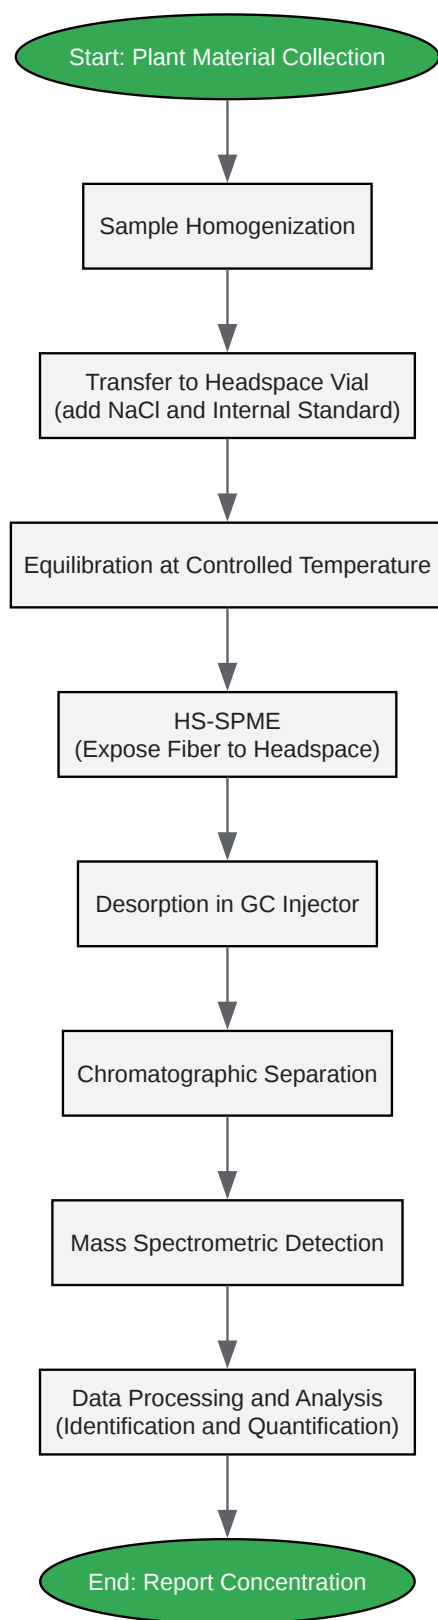 Start: Plant Material Collection
Sample Homogenization
Transfer to Headspace Vial
(add NaCl and Internal Standard)
Equilibration at Controlled Temperature
HS-SPME
(Expose Fiber to Headspace)
Desorption in GC Injector
Chromatographic Separation
Mass Spectrometric Detection
Data Processing and Analysis
(Identification and Quantification)
End: Report Concentration